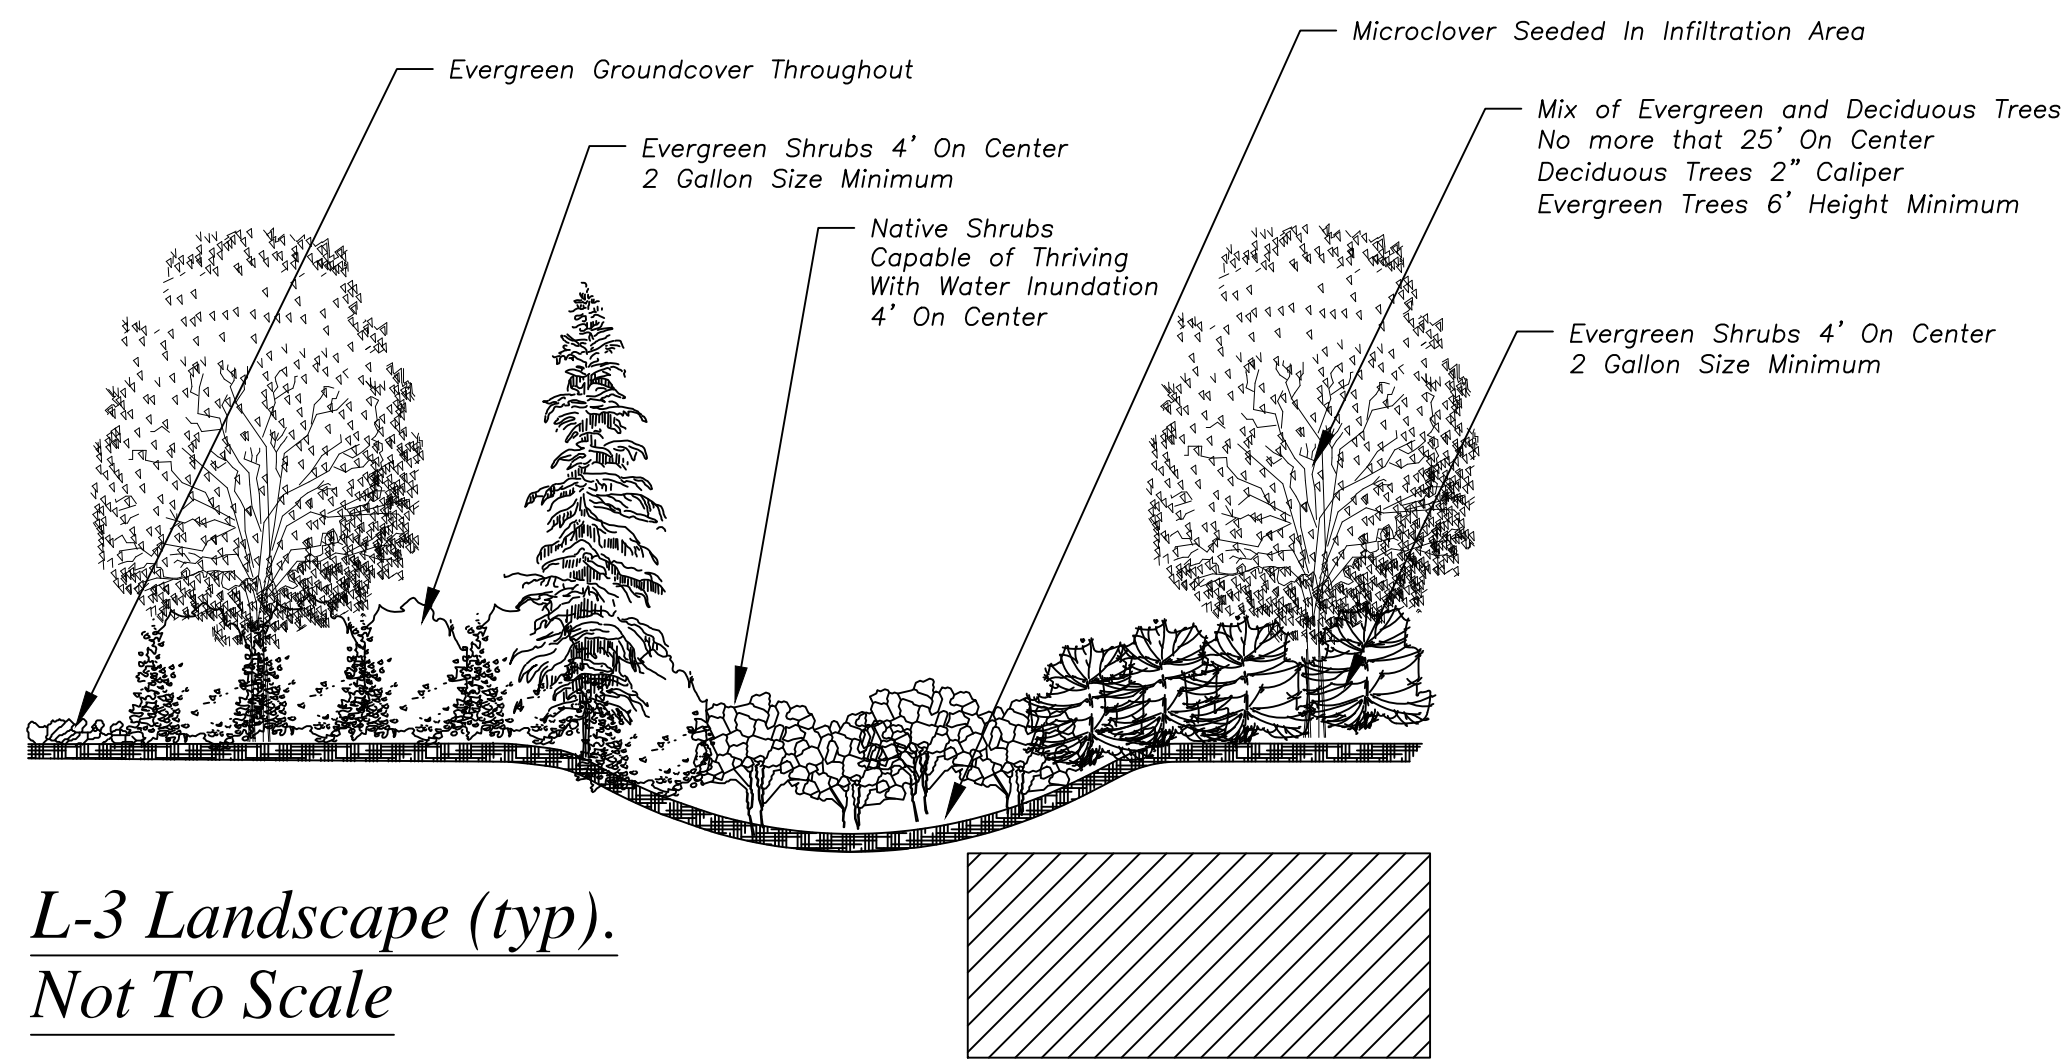 Microclover Seeded In Infiltration Area
Evergreen Groundcover Throughout
Mix of Evergreen and Deciduous Trees
No more that 25' On Center
Deciduous Trees 2” Caliper
Evergreen Trees 6' Height Minimum
Evergreen Shrubs 4' On Center
2 Gallon Size Minimum
Native Shrubs
Capable of Thriving
With Water Inundation
4' On Center
Evergreen Shrubs 4' On Center
2 Gallon Size Minimum
L-3 Landscape (typ).
Not To Scale